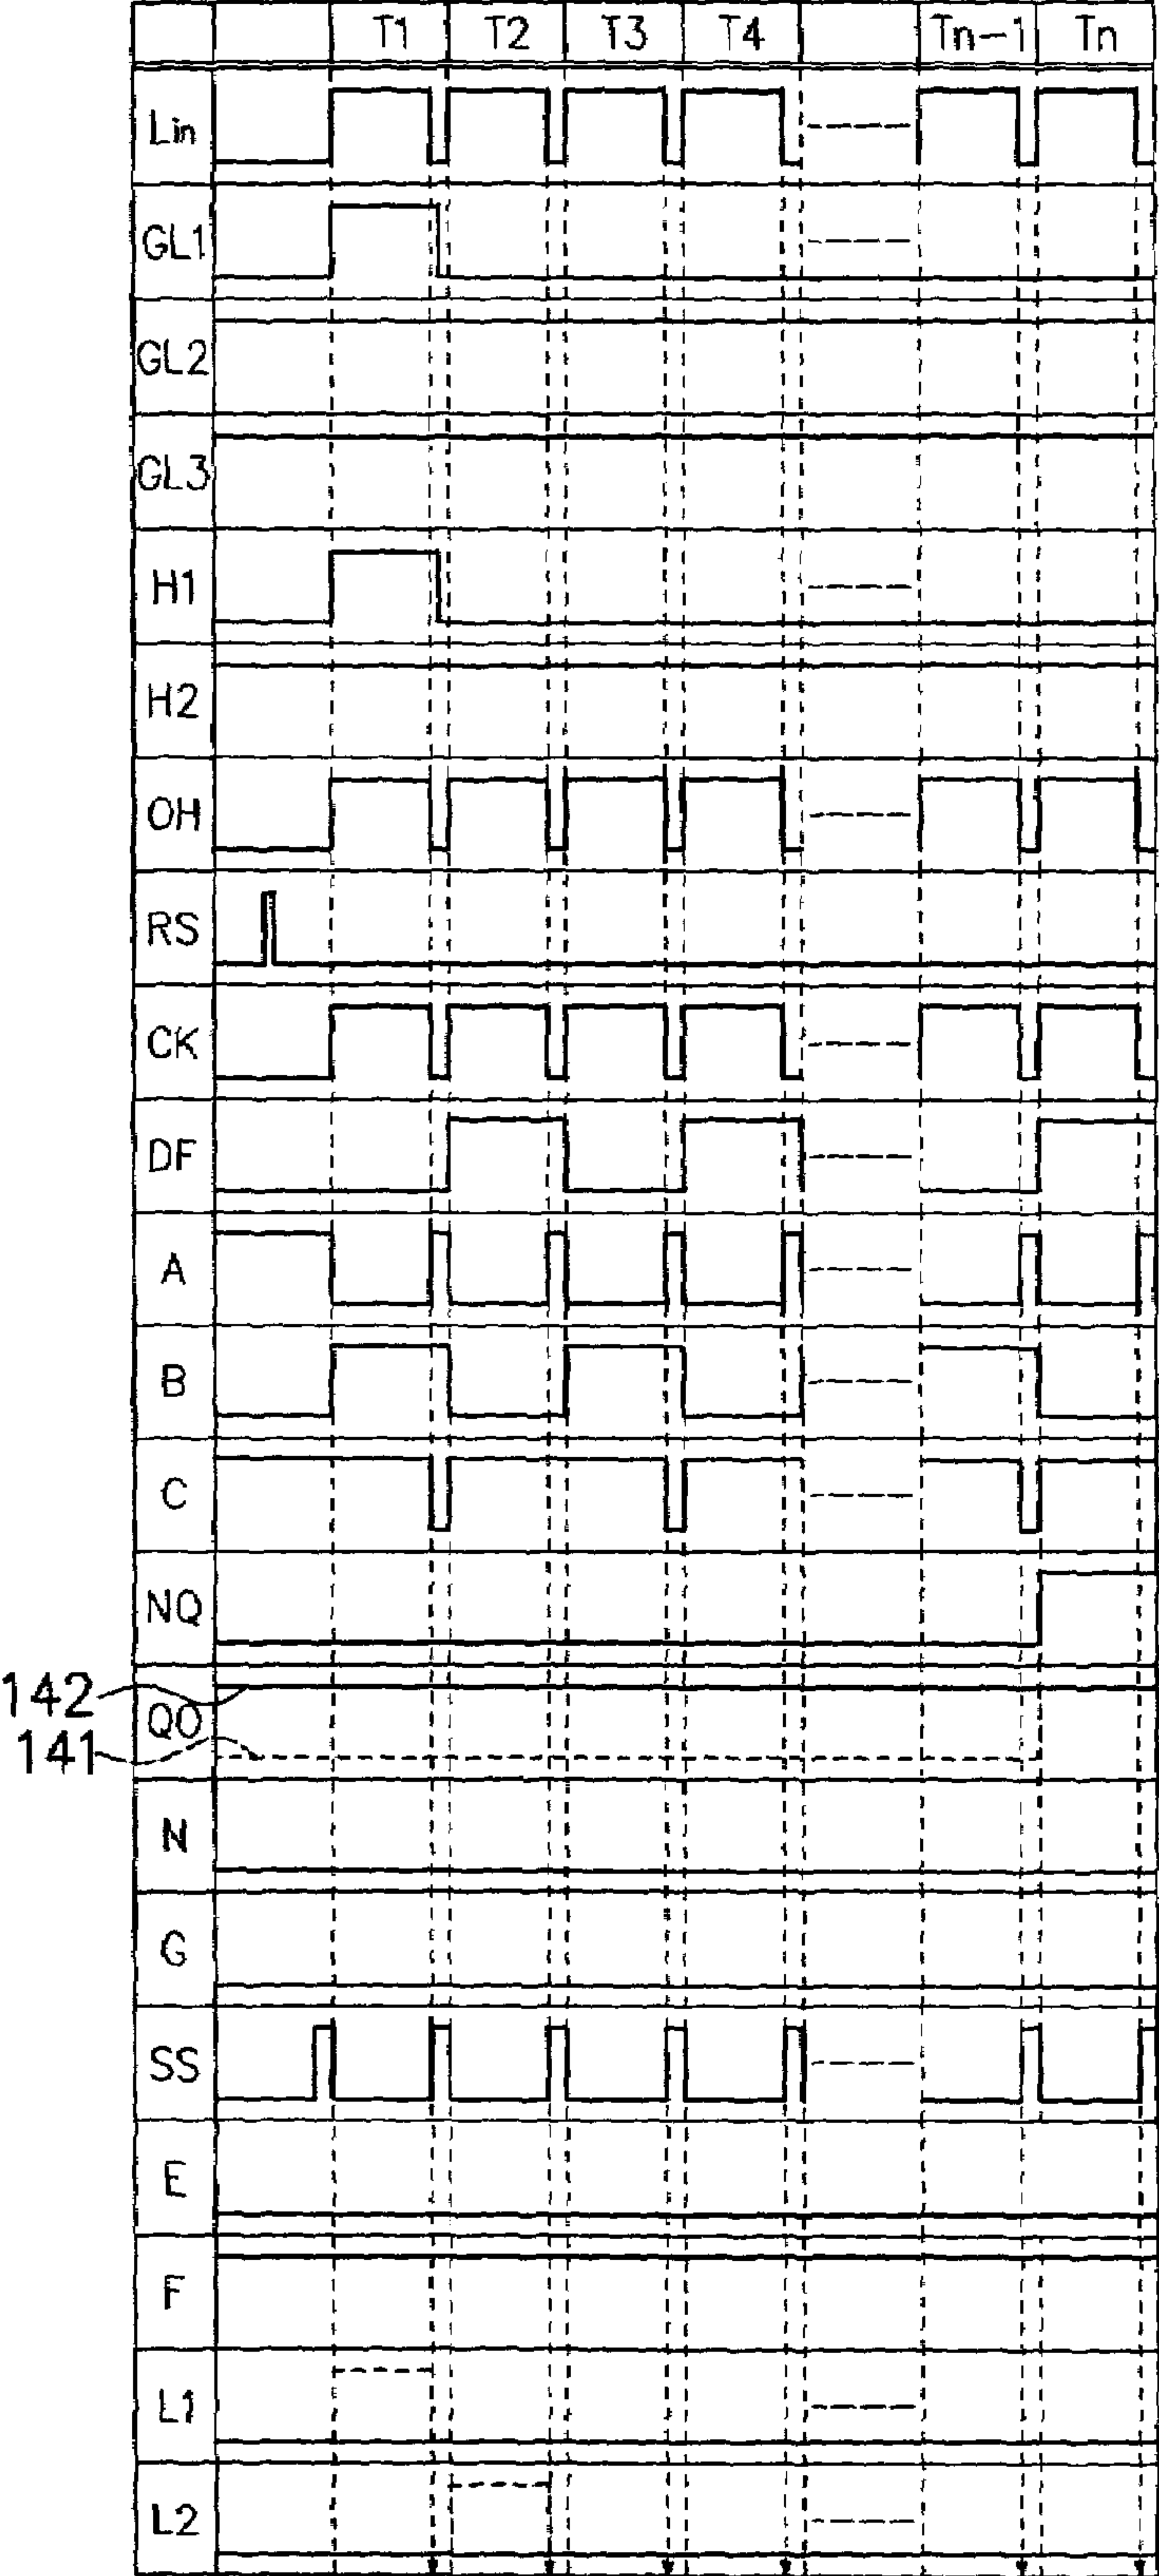 T1 T2 T3 T4 Tn-1 Tn
Lin
GL1
GL2
GL3
H1
H2
OH
RS
CK
DF
A
B
C
NQ
142
QO
141
N
G
SS
E
F
L1
L2